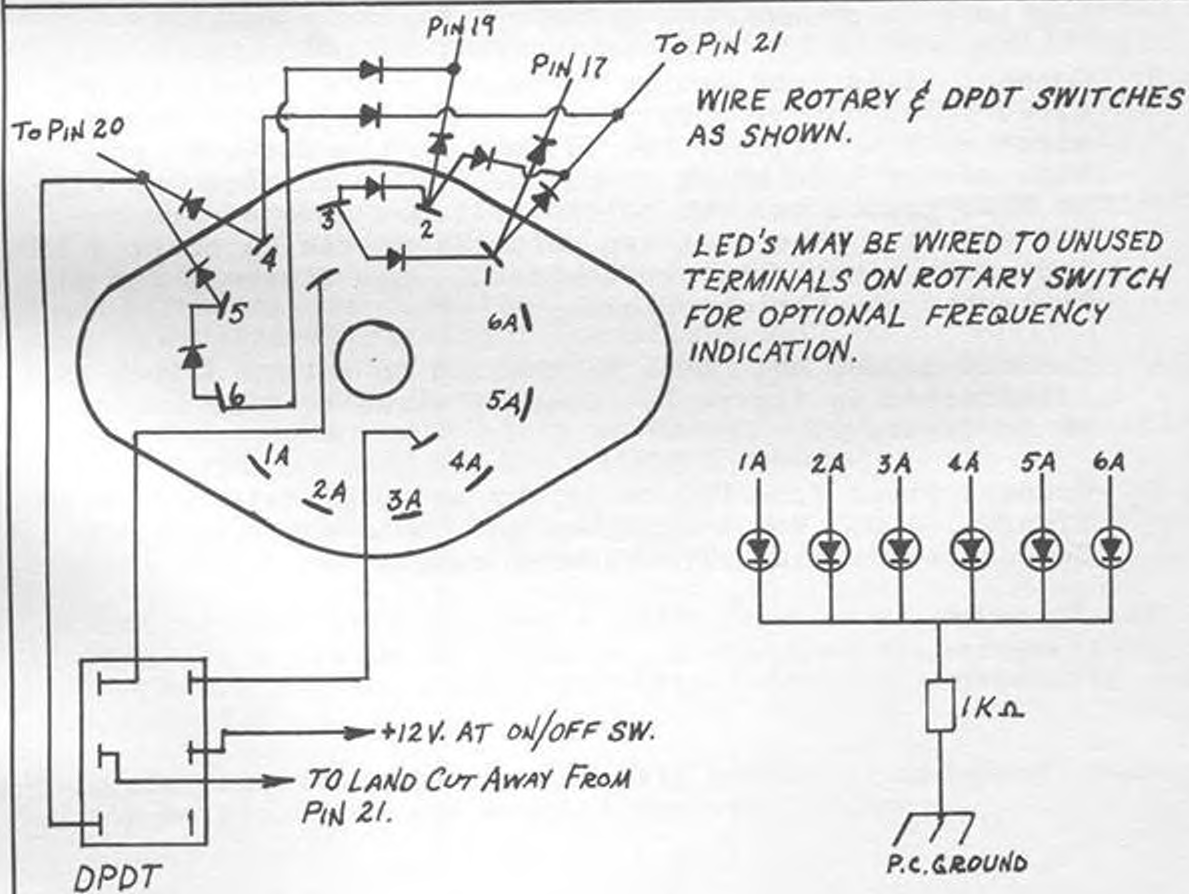 PIN 19
TO PIN 21
PIN 17
WIRE ROTARY & DPDT SWITCHES
AS SHOWN.
TO PIN 20
3
2
4
1
LED'S MAY BE WIRED TO UNUSED
TERMINALS ON ROTARY SWITCH
FOR OPTIONAL FREQUENCY
INDICATION.
5
6A
6
5A
1A
4A
2A
3A
1A 2A 3A 4A 5A 6A
1KΩ
+12V. AT ON/OFF SW.
TO LAND CUT AWAY FROM
PIN 21.
P.C. GROUND
DPDT